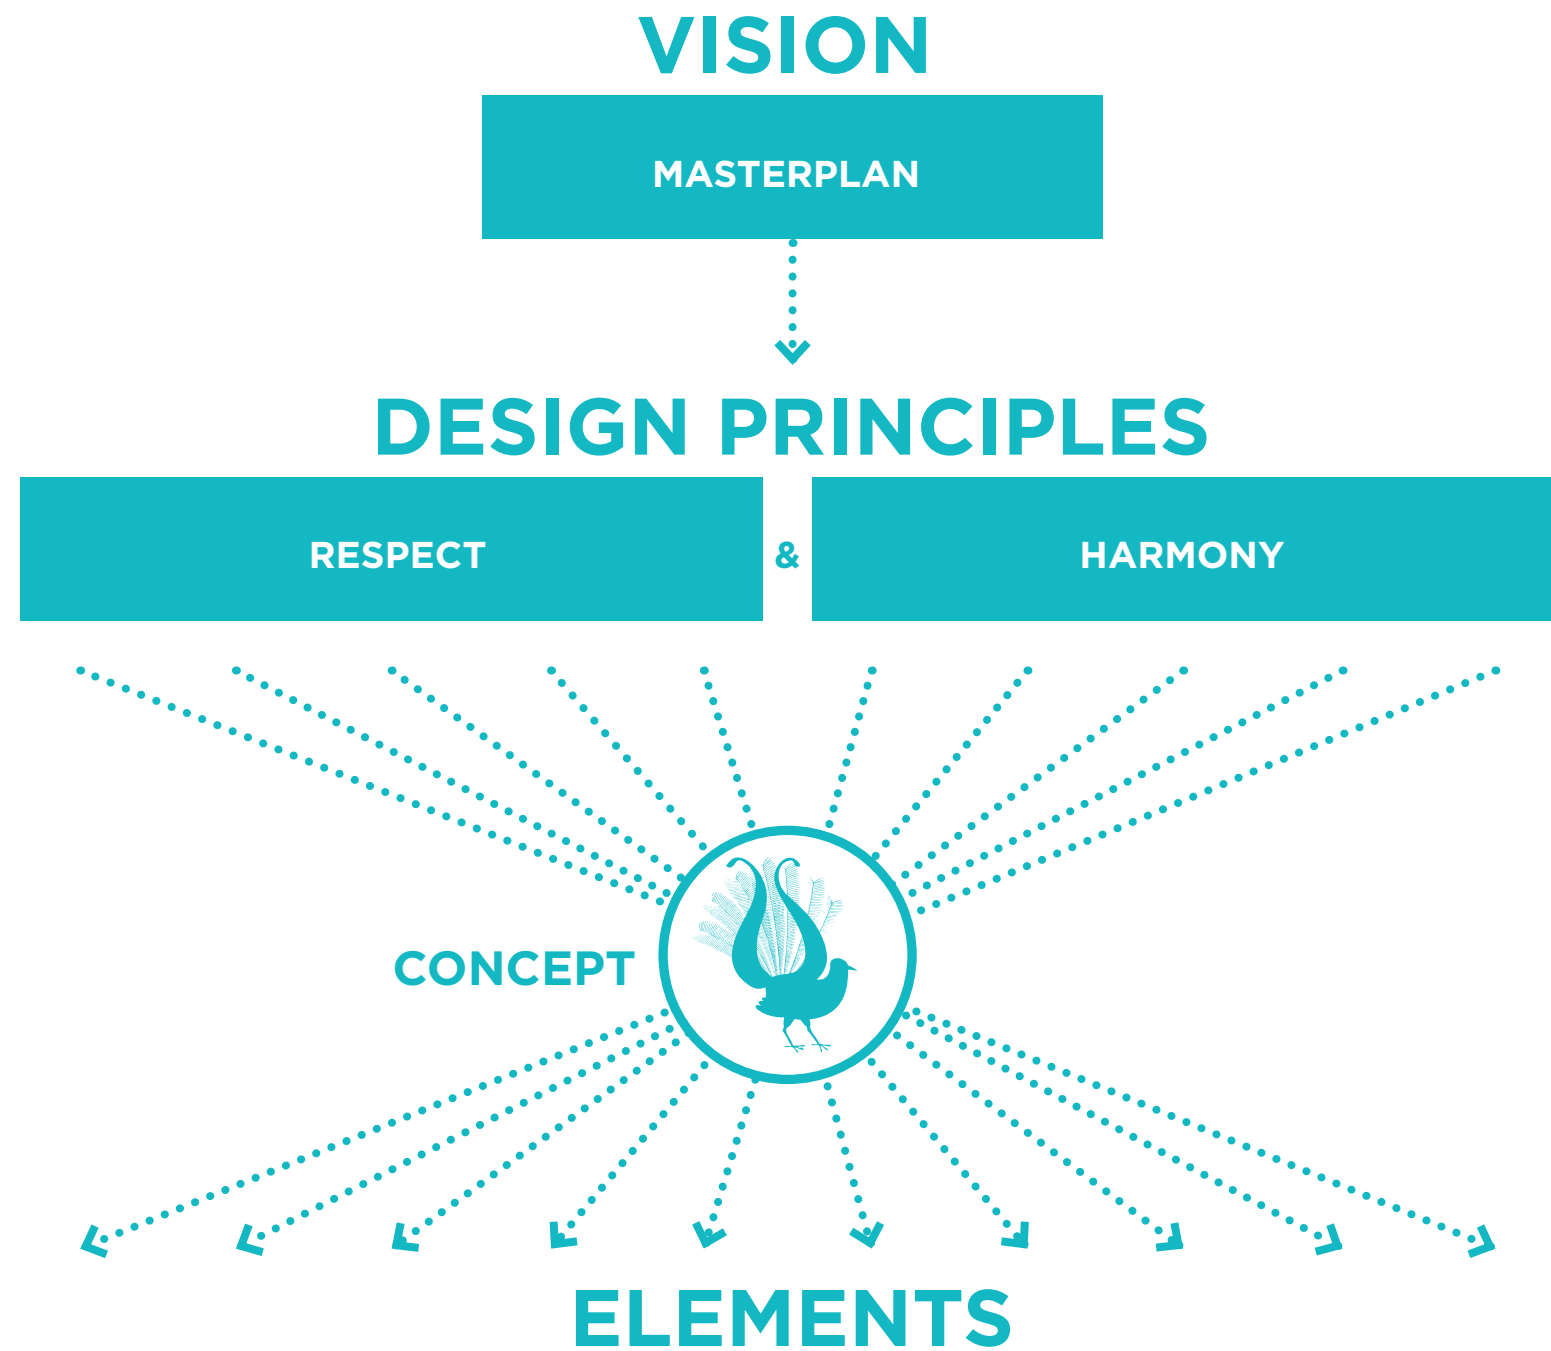 VISION
MASTERPLAN
DESIGN PRINCIPLES
RESPECT & HARMONY
CONCEPT
ELEMENTS